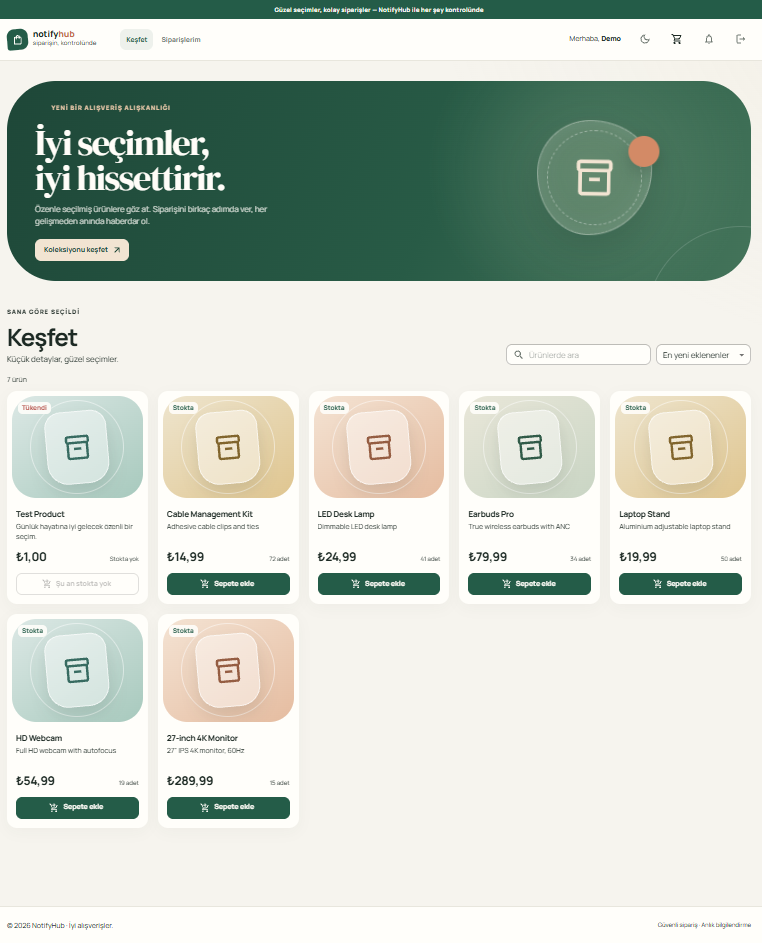 Güzel seçimler, kolay siparişler — NotifyHub ile her şey kontrolünde
notifyhub
siparişin, kontrolünde
Keşfet
Siparişlerim
Merhaba, Demo
YENİ BİR ALIŞVERİŞ ALIŞKANLIĞI
İyi seçimler,
iyi hissettirir.
Özenle seçilmiş ürünlere göz at. Siparişini birkaç adımda ver, her
gelişmeden anında haberdar ol.
Koleksiyonu keşfet
SANA GÖRE SEÇİLDİ
Keşfet
Küçük detaylar, güzel seçimler.
Ürünlerde ara
En yeni eklenenler
7 ürün
Tükendi
Test Product
Günlük hayatına iyi gelecek özenli bir
seçim.
₺1,00
Stokta yok
Şu an stokta yok
Stokta
Cable Management Kit
Adhesive cable clips and ties
₺14,99
72 adet
Sepete ekle
Stokta
LED Desk Lamp
Dimmable LED desk lamp
₺24,99
41 adet
Sepete ekle
Stokta
Earbuds Pro
True wireless earbuds with ANC
₺79,99
34 adet
Sepete ekle
Stokta
Laptop Stand
Aluminium adjustable laptop stand
₺19,99
50 adet
Sepete ekle
Stokta
HD Webcam
Full HD webcam with autofocus
₺54,99
19 adet
Sepete ekle
Stokta
27-inch 4K Monitor
27" IPS 4K monitor, 60Hz
₺289,99
15 adet
Sepete ekle
© 2026 NotifyHub · İyi alışverişler.
Güvenli sipariş · Anlık bilgilendirme